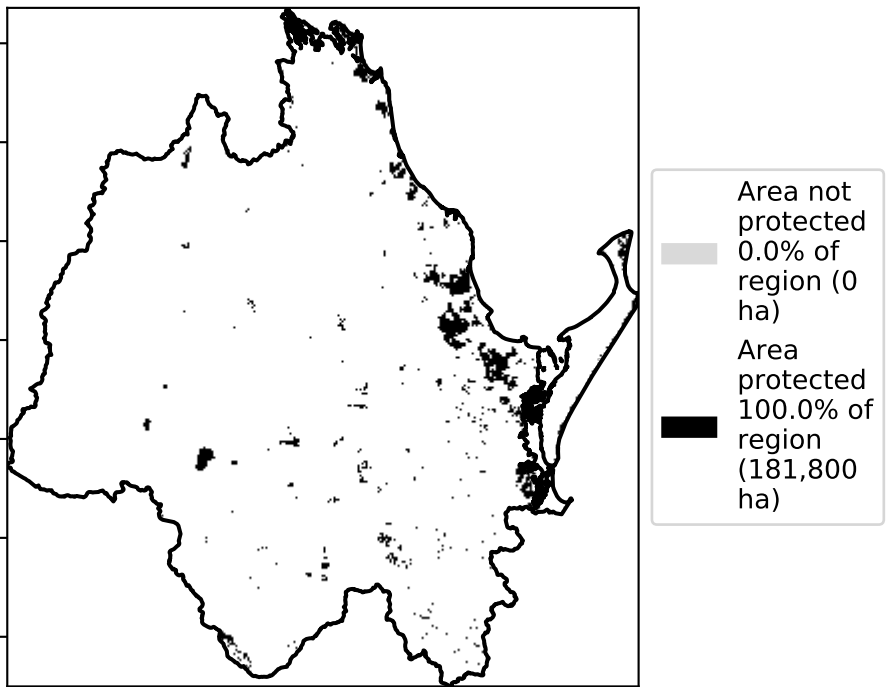 Area not
protected
0.0% of
region (0
ha)
Area
protected
100.0% of
region
(181,800
ha)